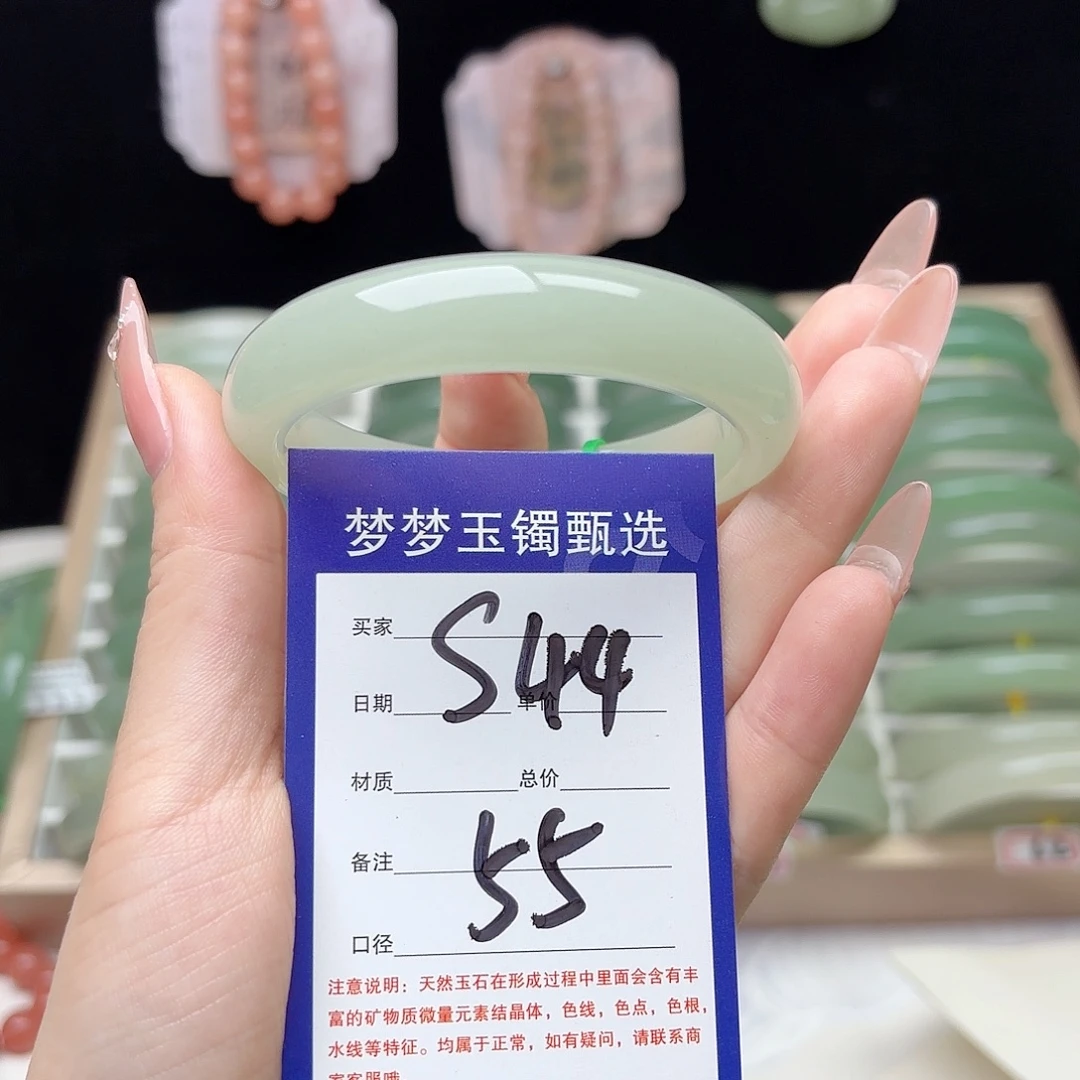 梦梦玉镯甄选
买家
S44
日期 单价
材质 总价
备注
55
口径
注意说明：天然玉石在形成过程中里面会含有丰
富的矿物质微量元素结晶体，色线，色点，色根，
水线等特征。均属于正常，如有疑问，请联系商
家客服哦